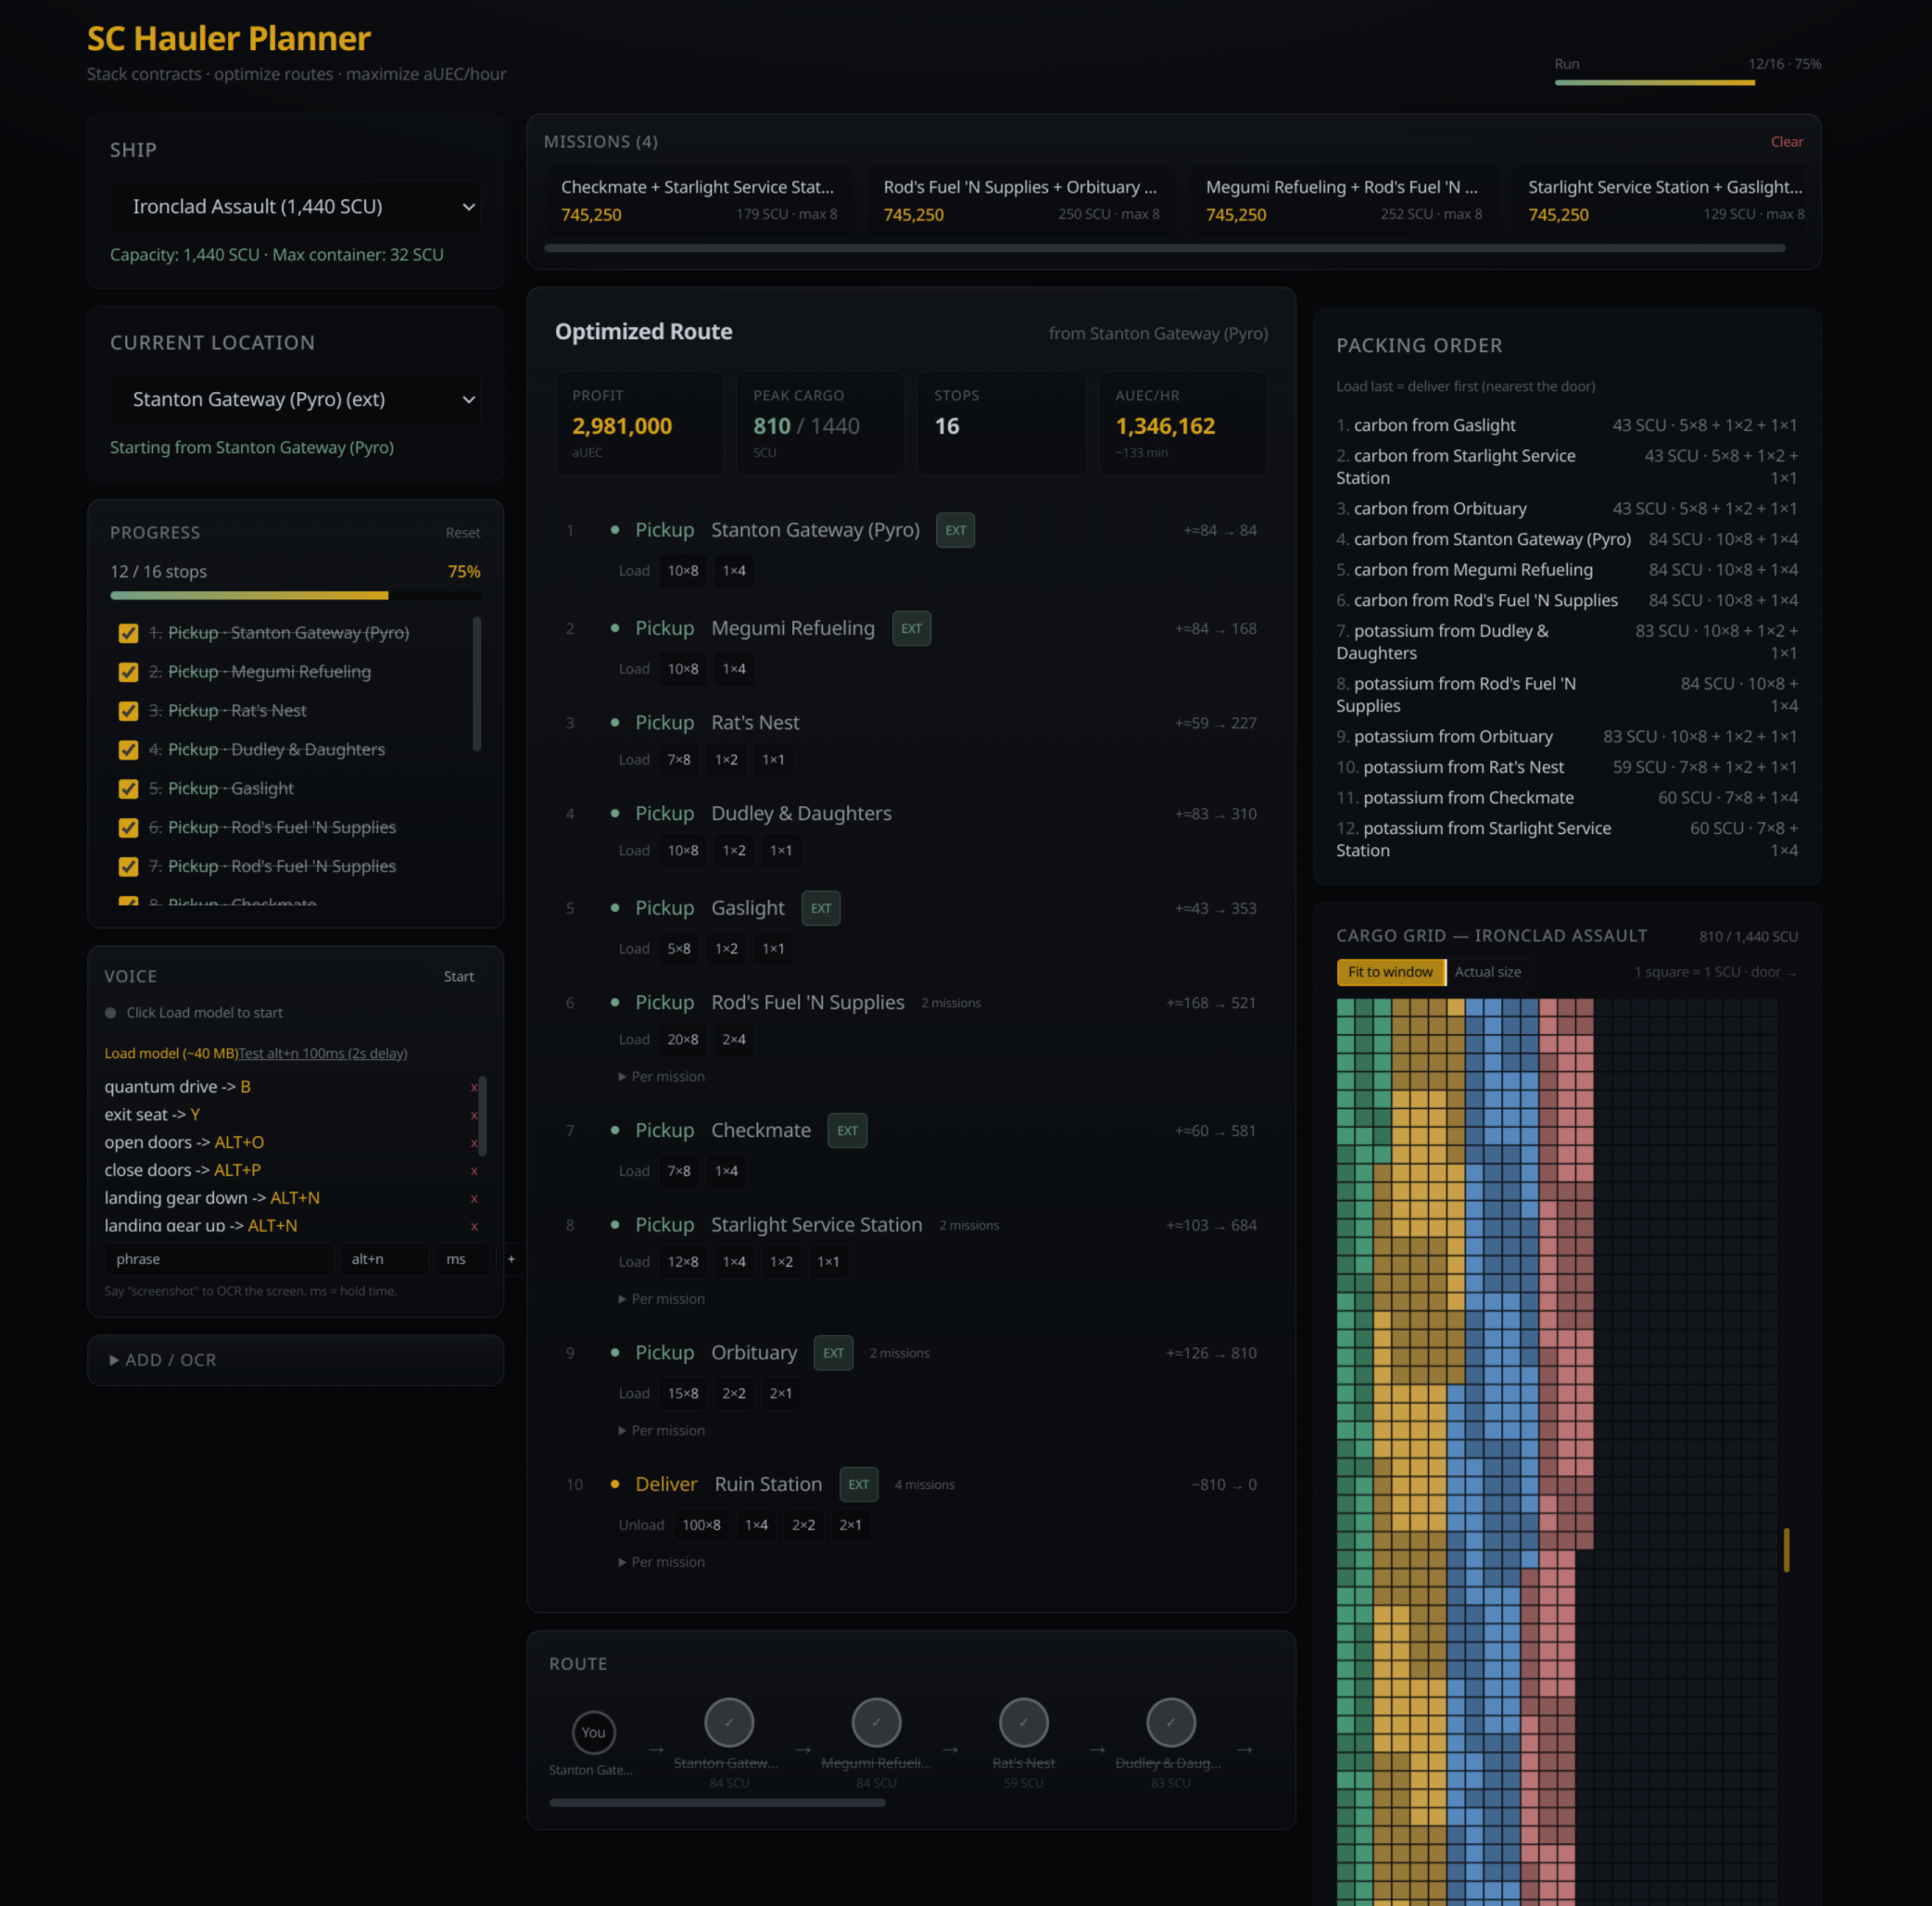 SC Hauler Planner
Stack contracts · optimize routes · maximize aUEC/hour
Run 12/16 · 75%
SHIP
Ironclad Assault (1,440 SCU)
Capacity: 1,440 SCU · Max container: 32 SCU
CURRENT LOCATION
Stanton Gateway (Pyro) (ext)
Starting from Stanton Gateway (Pyro)
PROGRESS Reset
12 / 16 stops 75%
1. Pickup · Stanton Gateway (Pyro)
2. Pickup · Megumi Refueling
3. Pickup · Rat's Nest
4. Pickup · Dudley & Daughters
5. Pickup · Gaslight
6. Pickup · Rod's Fuel 'N Supplies
7. Pickup · Rod's Fuel 'N Supplies
8. Pickup · Checkmate
VOICE Start
Click Load model to start
Load model (~40 MB)Test alt+n 100ms (2s delay)
quantum drive -> B x
exit seat -> Y x
open doors -> ALT+O x
close doors -> ALT+P x
landing gear down -> ALT+N x
landing gear up -> ALT+N x
phrase alt+n ms +
Say "screenshot" to OCR the screen. ms = hold time.
▶ ADD / OCR
MISSIONS (4) Clear
Checkmate + Starlight Service Stat...
745,250 179 SCU · max 8
Rod's Fuel 'N Supplies + Orbituary ...
745,250 250 SCU · max 8
Megumi Refueling + Rod's Fuel 'N ...
745,250 252 SCU · max 8
Starlight Service Station + Gaslight...
745,250 129 SCU · max 8
Optimized Route from Stanton Gateway (Pyro)
PROFIT
2,981,000
aUEC
PEAK CARGO
810 / 1440
SCU
STOPS
16
AUEC/HR
1,346,162
~133 min
1 Pickup Stanton Gateway (Pyro) EXT +≈84 → 84
Load 10×8 1×4
2 Pickup Megumi Refueling EXT +≈84 → 168
Load 10×8 1×4
3 Pickup Rat's Nest +≈59 → 227
Load 7×8 1×2 1×1
4 Pickup Dudley & Daughters +≈83 → 310
Load 10×8 1×2 1×1
5 Pickup Gaslight EXT +≈43 → 353
Load 5×8 1×2 1×1
6 Pickup Rod's Fuel 'N Supplies 2 missions +≈168 → 521
Load 20×8 2×4
▶ Per mission
7 Pickup Checkmate EXT +≈60 → 581
Load 7×8 1×4
8 Pickup Starlight Service Station 2 missions +≈103 → 684
Load 12×8 1×4 1×2 1×1
▶ Per mission
9 Pickup Orbituary EXT 2 missions +≈126 → 810
Load 15×8 2×2 2×1
▶ Per mission
10 Deliver Ruin Station EXT 4 missions −810 → 0
Unload 100×8 1×4 2×2 2×1
▶ Per mission
ROUTE
You
Stanton Gate...
→
✓
Stanton Gatew...
84 SCU
→
✓
Megumi Refueli...
84 SCU
→
✓
Rat's Nest
59 SCU
→
✓
Dudley & Daug...
83 SCU
→
PACKING ORDER
Load last = deliver first (nearest the door)
1. carbon from Gaslight 43 SCU · 5×8 + 1×2 + 1×1
2. carbon from Starlight Service 43 SCU · 5×8 + 1×2 +
Station 1×1
3. carbon from Orbituary 43 SCU · 5×8 + 1×2 + 1×1
4. carbon from Stanton Gateway (Pyro) 84 SCU · 10×8 + 1×4
5. carbon from Megumi Refueling 84 SCU · 10×8 + 1×4
6. carbon from Rod's Fuel 'N Supplies 84 SCU · 10×8 + 1×4
7. potassium from Dudley & 83 SCU · 10×8 + 1×2 +
Daughters 1×1
8. potassium from Rod's Fuel 'N 84 SCU · 10×8 +
Supplies 1×4
9. potassium from Orbituary 83 SCU · 10×8 + 1×2 + 1×1
10. potassium from Rat's Nest 59 SCU · 7×8 + 1×2 + 1×1
11. potassium from Checkmate 60 SCU · 7×8 + 1×4
12. potassium from Starlight Service 60 SCU · 7×8 +
Station 1×4
CARGO GRID — IRONCLAD ASSAULT 810 / 1,440 SCU
Fit to window Actual size 1 square = 1 SCU · door →